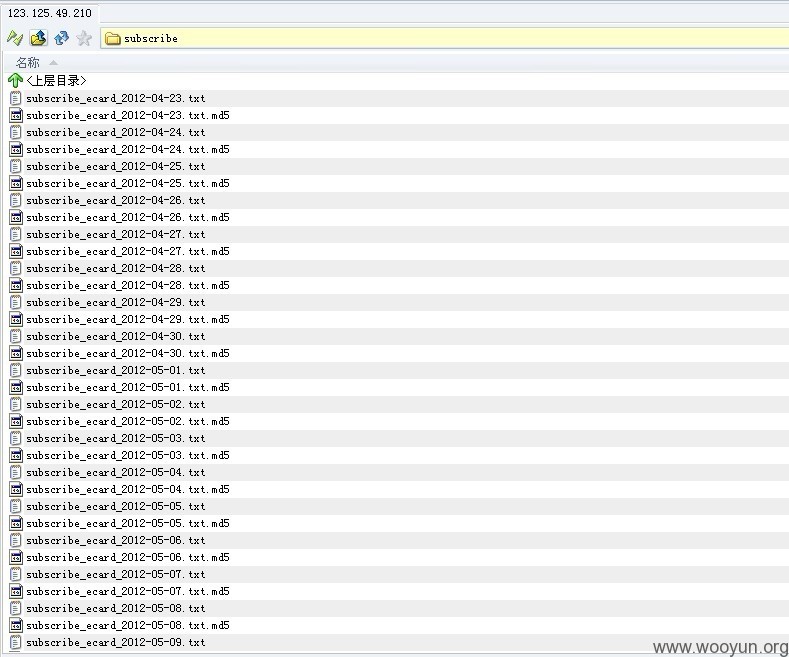 123.125.49.210
subscribe
名称
<上层目录>
subscribe_ecard_2012-04-23.txt
subscribe_ecard_2012-04-23.txt.md5
subscribe_ecard_2012-04-24.txt
subscribe_ecard_2012-04-24.txt.md5
subscribe_ecard_2012-04-25.txt
subscribe_ecard_2012-04-25.txt.md5
subscribe_ecard_2012-04-26.txt
subscribe_ecard_2012-04-26.txt.md5
subscribe_ecard_2012-04-27.txt
subscribe_ecard_2012-04-27.txt.md5
subscribe_ecard_2012-04-28.txt
subscribe_ecard_2012-04-28.txt.md5
subscribe_ecard_2012-04-29.txt
subscribe_ecard_2012-04-29.txt.md5
subscribe_ecard_2012-04-30.txt
subscribe_ecard_2012-04-30.txt.md5
subscribe_ecard_2012-05-01.txt
subscribe_ecard_2012-05-01.txt.md5
subscribe_ecard_2012-05-02.txt
subscribe_ecard_2012-05-02.txt.md5
subscribe_ecard_2012-05-03.txt
subscribe_ecard_2012-05-03.txt.md5
subscribe_ecard_2012-05-04.txt
subscribe_ecard_2012-05-04.txt.md5
subscribe_ecard_2012-05-05.txt
subscribe_ecard_2012-05-05.txt.md5
subscribe_ecard_2012-05-06.txt
subscribe_ecard_2012-05-06.txt.md5
subscribe_ecard_2012-05-07.txt
subscribe_ecard_2012-05-07.txt.md5
subscribe_ecard_2012-05-08.txt
subscribe_ecard_2012-05-08.txt.md5
subscribe_ecard_2012-05-09.txt
www.wooyun.org